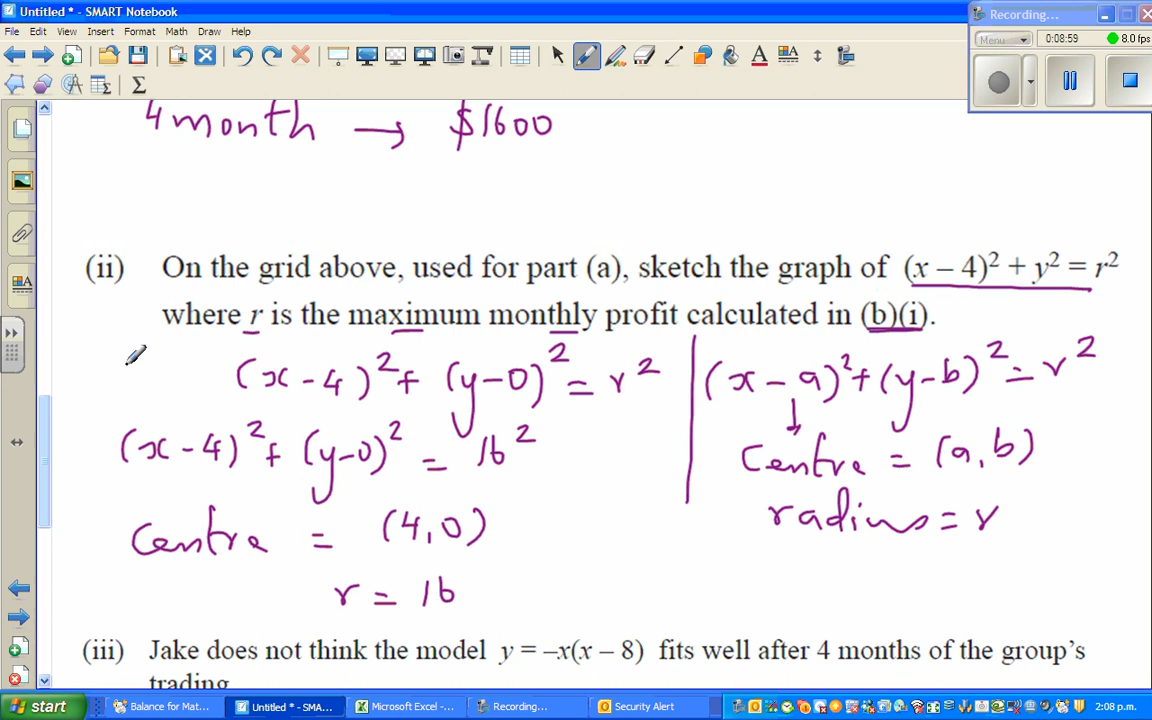 Untitled * - SMART Notebook
Recording...
File Edit View Insert Format Math Draw Help
Menu 0:08:59 8.0 fps
4 month → $1600
(ii) On the grid above, used for part (a), sketch the graph of (x – 4)² + y² = r²
where r is the maximum monthly profit calculated in (b)(i).
(x - 4)² + (y - 0)² = r²
(x - a)² + (y - b)² = r²
(x - 4)² + (y - 0)² = 16²
Centre = (a, b)
radius = r
Centre = (4, 0)
r = 16
(iii) Jake does not think the model y = –x(x – 8) fits well after 4 months of the group's
trading
start Balance for Mat... Untitled * - SMA... Microsoft Excel -... Recording... Security Alert 2:08 p.m.